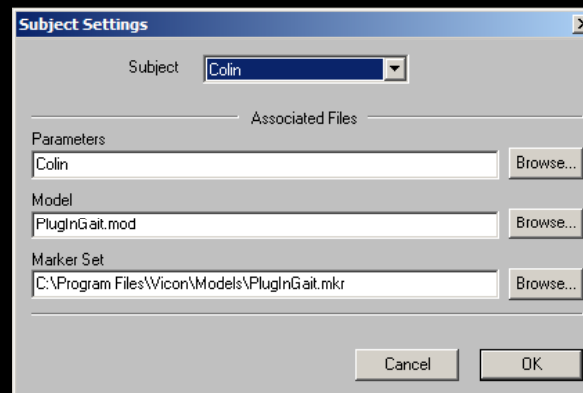 Subject Settings
Subject Colin
Associated Files
Parameters
Colin Browse...
Model
PlugInGait.mod Browse...
Marker Set
C:\Program Files\Vicon\Models\PlugInGait.mkr Browse...
Cancel OK